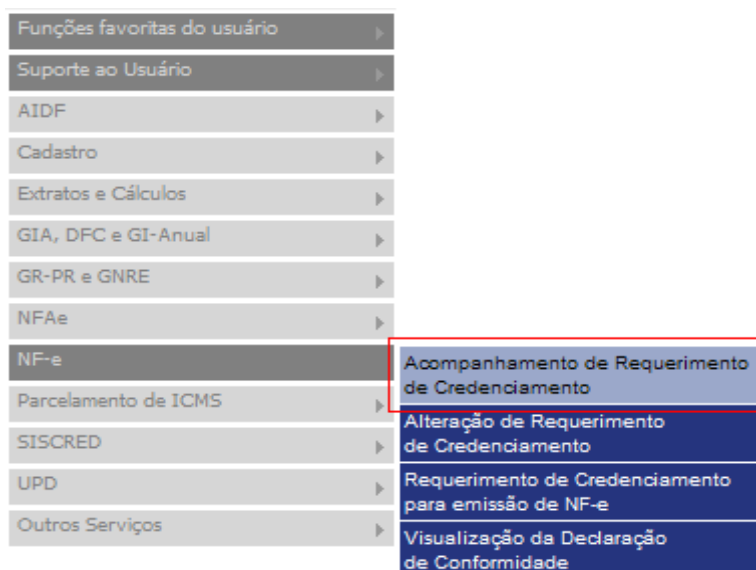 Funções favoritas do usuário
Suporte ao Usuário
AIDF
Cadastro
Extratos e Cálculos
GIA, DFC e GI-Anual
GR-PR e GNRE
NFAe
NF-e
Acompanhamento de Requerimento
de Credenciamento
Alteração de Requerimento
de Credenciamento
Requerimento de Credenciamento
para emissão de NF-e
Visualização da Declaração
de Conformidade
Parcelamento de ICMS
SISCRED
UPD
Outros Serviços